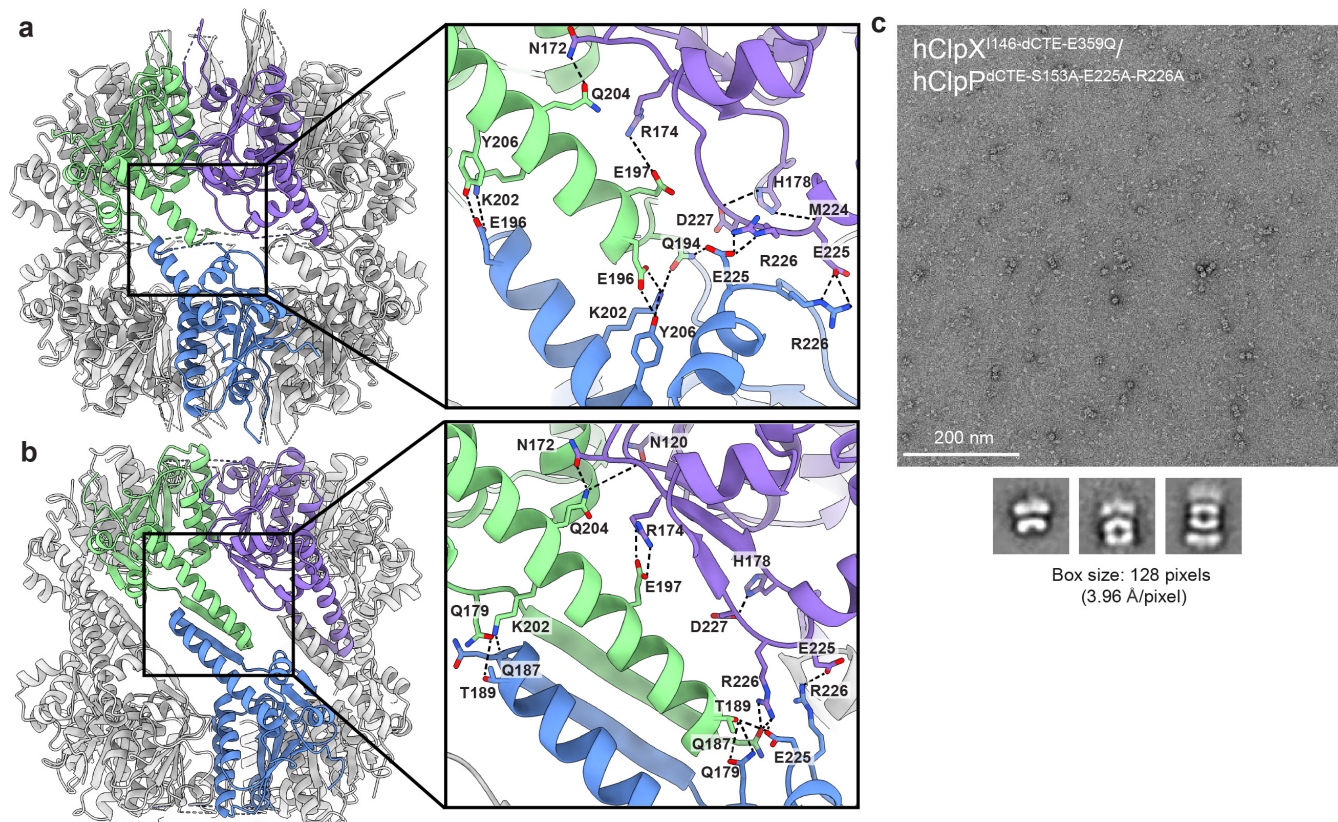 a
N172
Q204
R174
Y206
E197
H178
K202
D227
M224
E196
Q194
E225
R226
E225
E196
K202
Y206
R226
b
N172
N120
Q204
R174
H178
E197
Q179
K202
D227
E225
Q187
R226
R226
T189
T189
Q187
E225
Q179
c
hClpX^I146-dCTE-E359Q/
hClpP^dCTE-S153A-E225A-R226A
200 nm
Box size: 128 pixels
(3.96 Å/pixel)